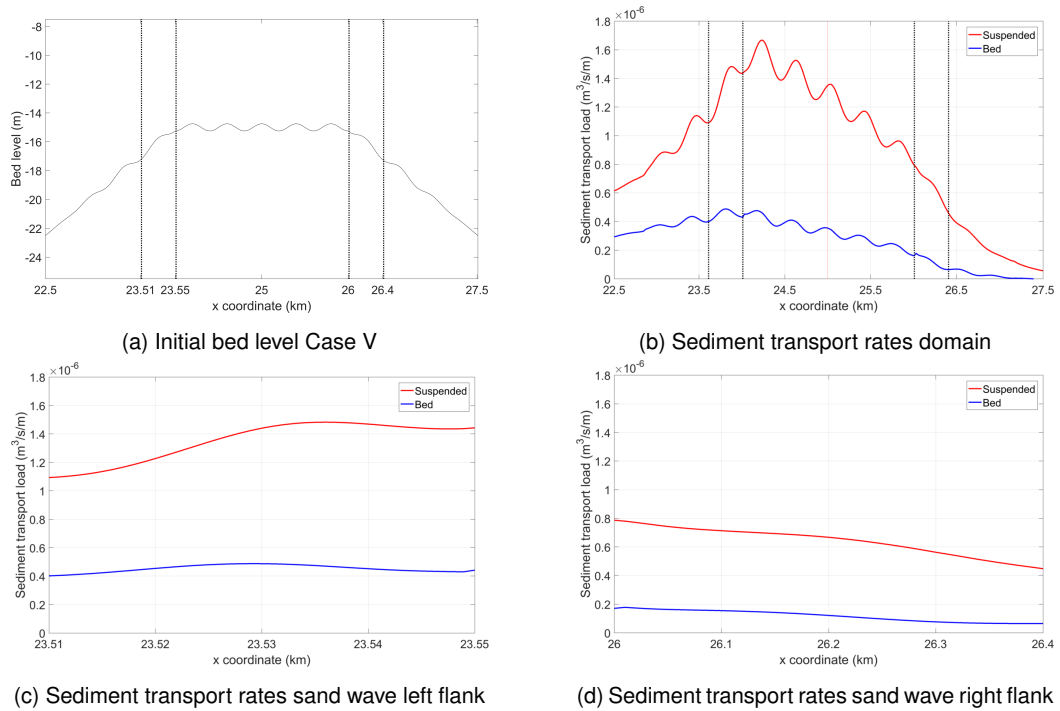 -8
-10
-12
-14
-16
-18
-20
-22
-24
Bed level (m)
22.5 23.51 23.55 25 26 26.4 27.5
x coordinate (km)
(a) Initial bed level Case V
×10-6
1.8
1.6
1.4
1.2
1
0.8
0.6
0.4
0.2
0
Sediment transport load (m3/s/m)
Suspended
Bed
22.5 23.5 24.5 25.5 26.5 27.5
x coordinate (km)
(b) Sediment transport rates domain
×10-6
1.8
1.6
1.4
1.2
1
0.8
0.6
0.4
0.2
0
Sediment transport load (m3/s/m)
Suspended
Bed
23.51 23.52 23.53 23.54 23.55
x coordinate (km)
(c) Sediment transport rates sand wave left flank
×10-6
1.8
1.6
1.4
1.2
1
0.8
0.6
0.4
0.2
0
Sediment transport load (m3/s/m)
Suspended
Bed
26 26.1 26.2 26.3 26.4
x coordinate (km)
(d) Sediment transport rates sand wave right flank